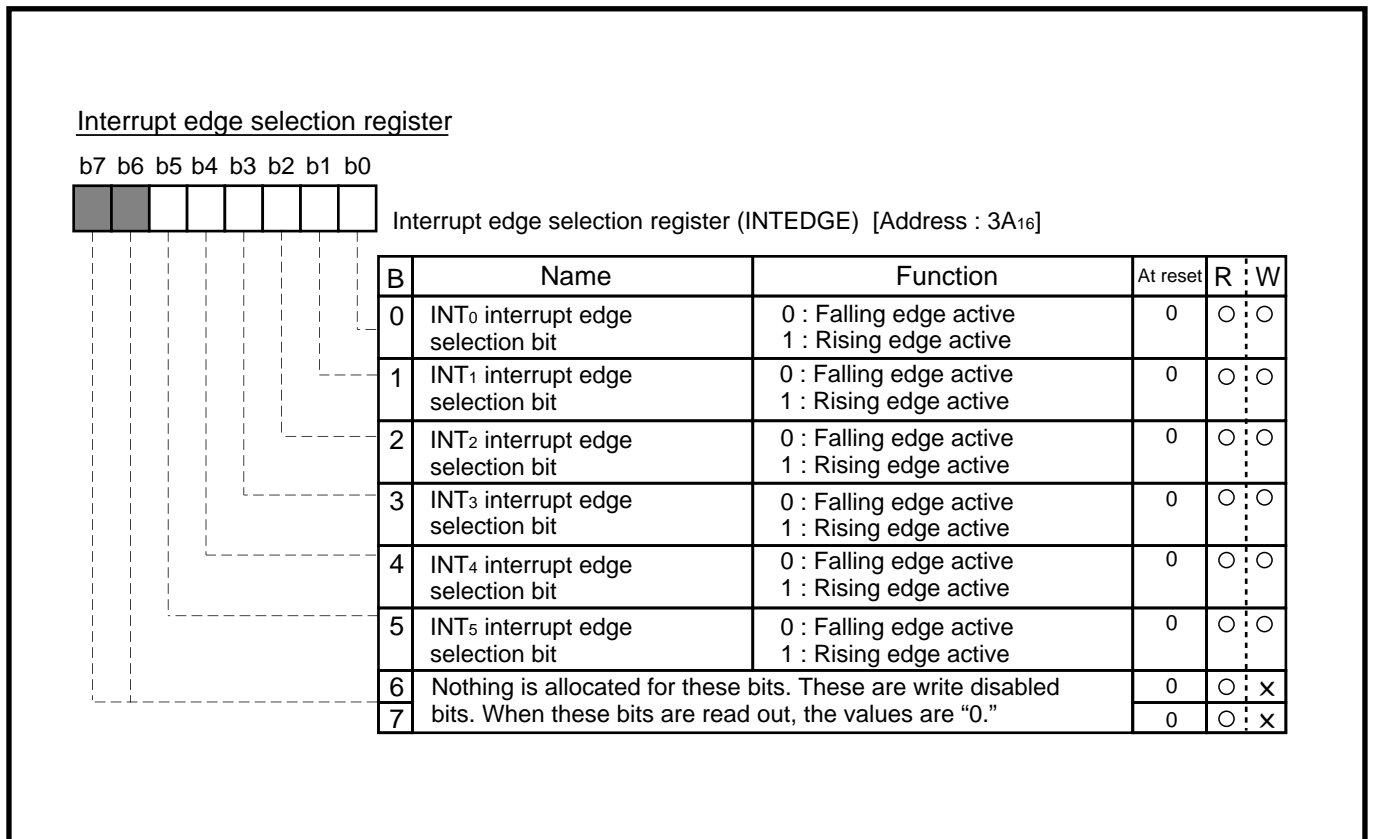 Interrupt edge selection register
b7 b6 b5 b4 b3 b2 b1 b0
Interrupt edge selection register (INTEDGE) [Address : 3A16]
B Name Function At reset R W
0 INT0 interrupt edge 0 : Falling edge active 0 ○ ○
selection bit 1 : Rising edge active
1 INT1 interrupt edge 0 : Falling edge active 0 ○ ○
selection bit 1 : Rising edge active
2 INT2 interrupt edge 0 : Falling edge active 0 ○ ○
selection bit 1 : Rising edge active
3 INT3 interrupt edge 0 : Falling edge active 0 ○ ○
selection bit 1 : Rising edge active
4 INT4 interrupt edge 0 : Falling edge active 0 ○ ○
selection bit 1 : Rising edge active
5 INT5 interrupt edge 0 : Falling edge active 0 ○ ○
selection bit 1 : Rising edge active
6 Nothing is allocated for these bits. These are write disabled 0 ○ ×
7 bits. When these bits are read out, the values are “0.” 0 ○ ×